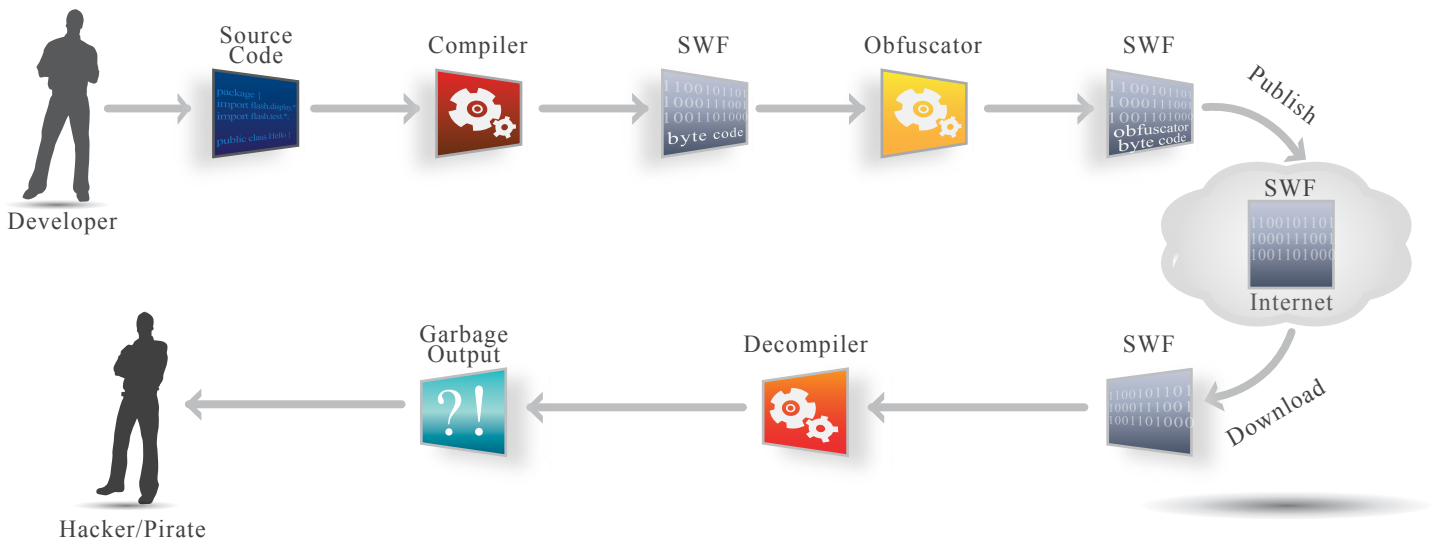 Source
Code
Compiler
SWF
Obfuscator
SWF
package {
import flash.display.*
import flash.text.*;
public class Hello {
1100101101
1000111001
1001101000
byte code
1100101101
1000111001
1001101000
obfuscator
byte code
Publish
Developer
SWF
1100101101
1000111001
1001101000
Internet
Garbage
Output
Decompiler
SWF
?!
1100101101
1000111001
1001101000
Download
Hacker/Pirate